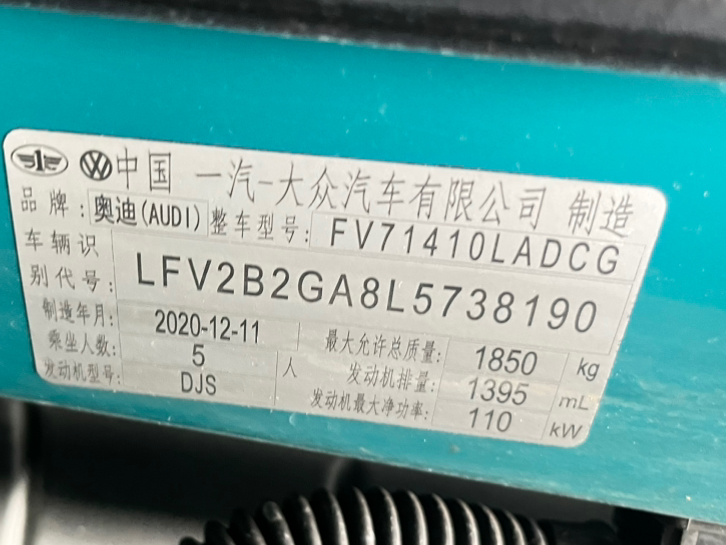 中国 一汽-大众汽车有限公司 制造
品牌: 奥迪(AUDI) 整车型号: FV71410LADCG
车辆识别代号: LFV2B2GA8L5738190
制造年月: 2020-12-11 最大允许总质量: 1850 kg
乘坐人数: 5 人 发动机排量: 1395 mL
发动机型号: DJS 发动机最大净功率: 110 kW